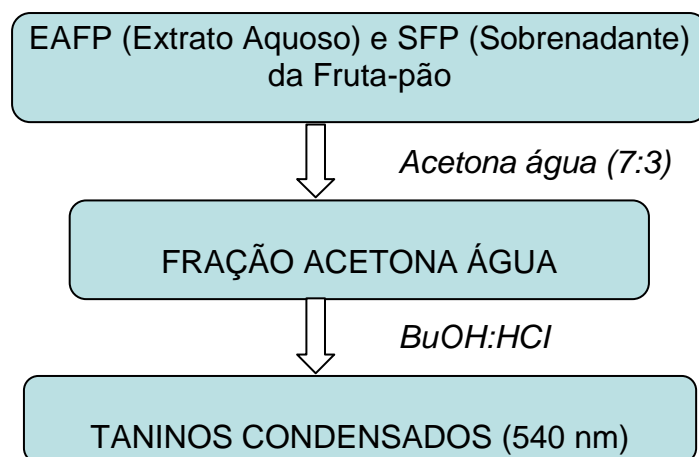 EAFP (Extrato Aquoso) e SFP (Sobrenadante)
da Fruta-pão
Acetona água (7:3)
FRAÇÃO ACETONA ÁGUA
BuOH:HCl
TANINOS CONDENSADOS (540 nm)